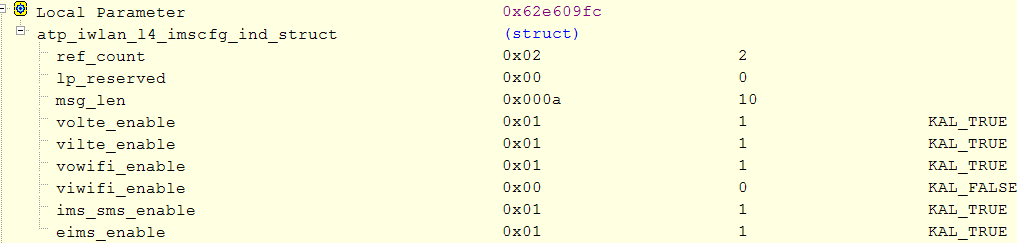 Local Parameter 0x62e609fc
atp_iwlan_l4_imscfg_ind_struct (struct)
ref_count 0x02 2
lp_reserved 0x00 0
msg_len 0x000a 10
volte_enable 0x01 1 KAL_TRUE
vilte_enable 0x01 1 KAL_TRUE
vowifi_enable 0x01 1 KAL_TRUE
viwifi_enable 0x00 0 KAL_FALSE
ims_sms_enable 0x01 1 KAL_TRUE
eims_enable 0x01 1 KAL_TRUE